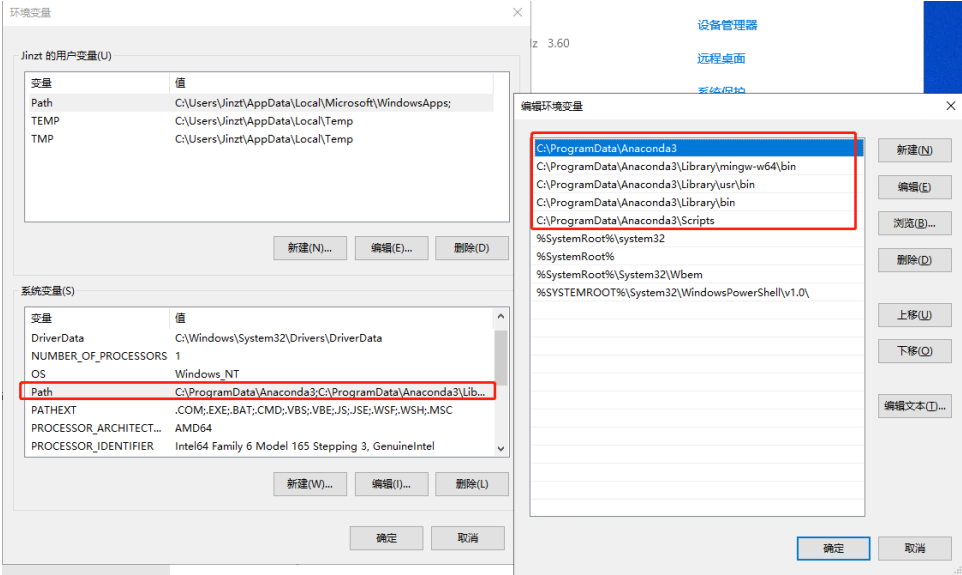 环境变量
Jinzt 的用户变量(U)
变量 值
Path C:\Users\Jinzt\AppData\Local\Microsoft\WindowsApps;
TEMP C:\Users\Jinzt\AppData\Local\Temp
TMP C:\Users\Jinzt\AppData\Local\Temp
新建(N)... 编辑(E)... 删除(D)
系统变量(S)
变量 值
DriverData C:\Windows\System32\Drivers\DriverData
NUMBER_OF_PROCESSORS 1
OS Windows_NT
Path C:\ProgramData\Anaconda3;C:\ProgramData\Anaconda3\Lib...
PATHEXT .COM;.EXE;.BAT;.CMD;.VBS;.VBE;.JS;.JSE;.WSF;.WSH;.MSC
PROCESSOR_ARCHITECT... AMD64
PROCESSOR_IDENTIFIER Intel64 Family 6 Model 165 Stepping 3, GenuineIntel
新建(W)... 编辑(I)... 删除(L)
确定 取消
3.60
设备管理器
远程桌面
系统保护
编辑环境变量
C:\ProgramData\Anaconda3
C:\ProgramData\Anaconda3\Library\mingw-w64\bin
C:\ProgramData\Anaconda3\Library\usr\bin
C:\ProgramData\Anaconda3\Library\bin
C:\ProgramData\Anaconda3\Scripts
%SystemRoot%\system32
%SystemRoot%
%SystemRoot%\System32\Wbem
%SYSTEMROOT%\System32\WindowsPowerShell\v1.0\
新建(N)
编辑(E)
浏览(B)...
删除(D)
上移(U)
下移(O)
编辑文本(T)...
确定 取消